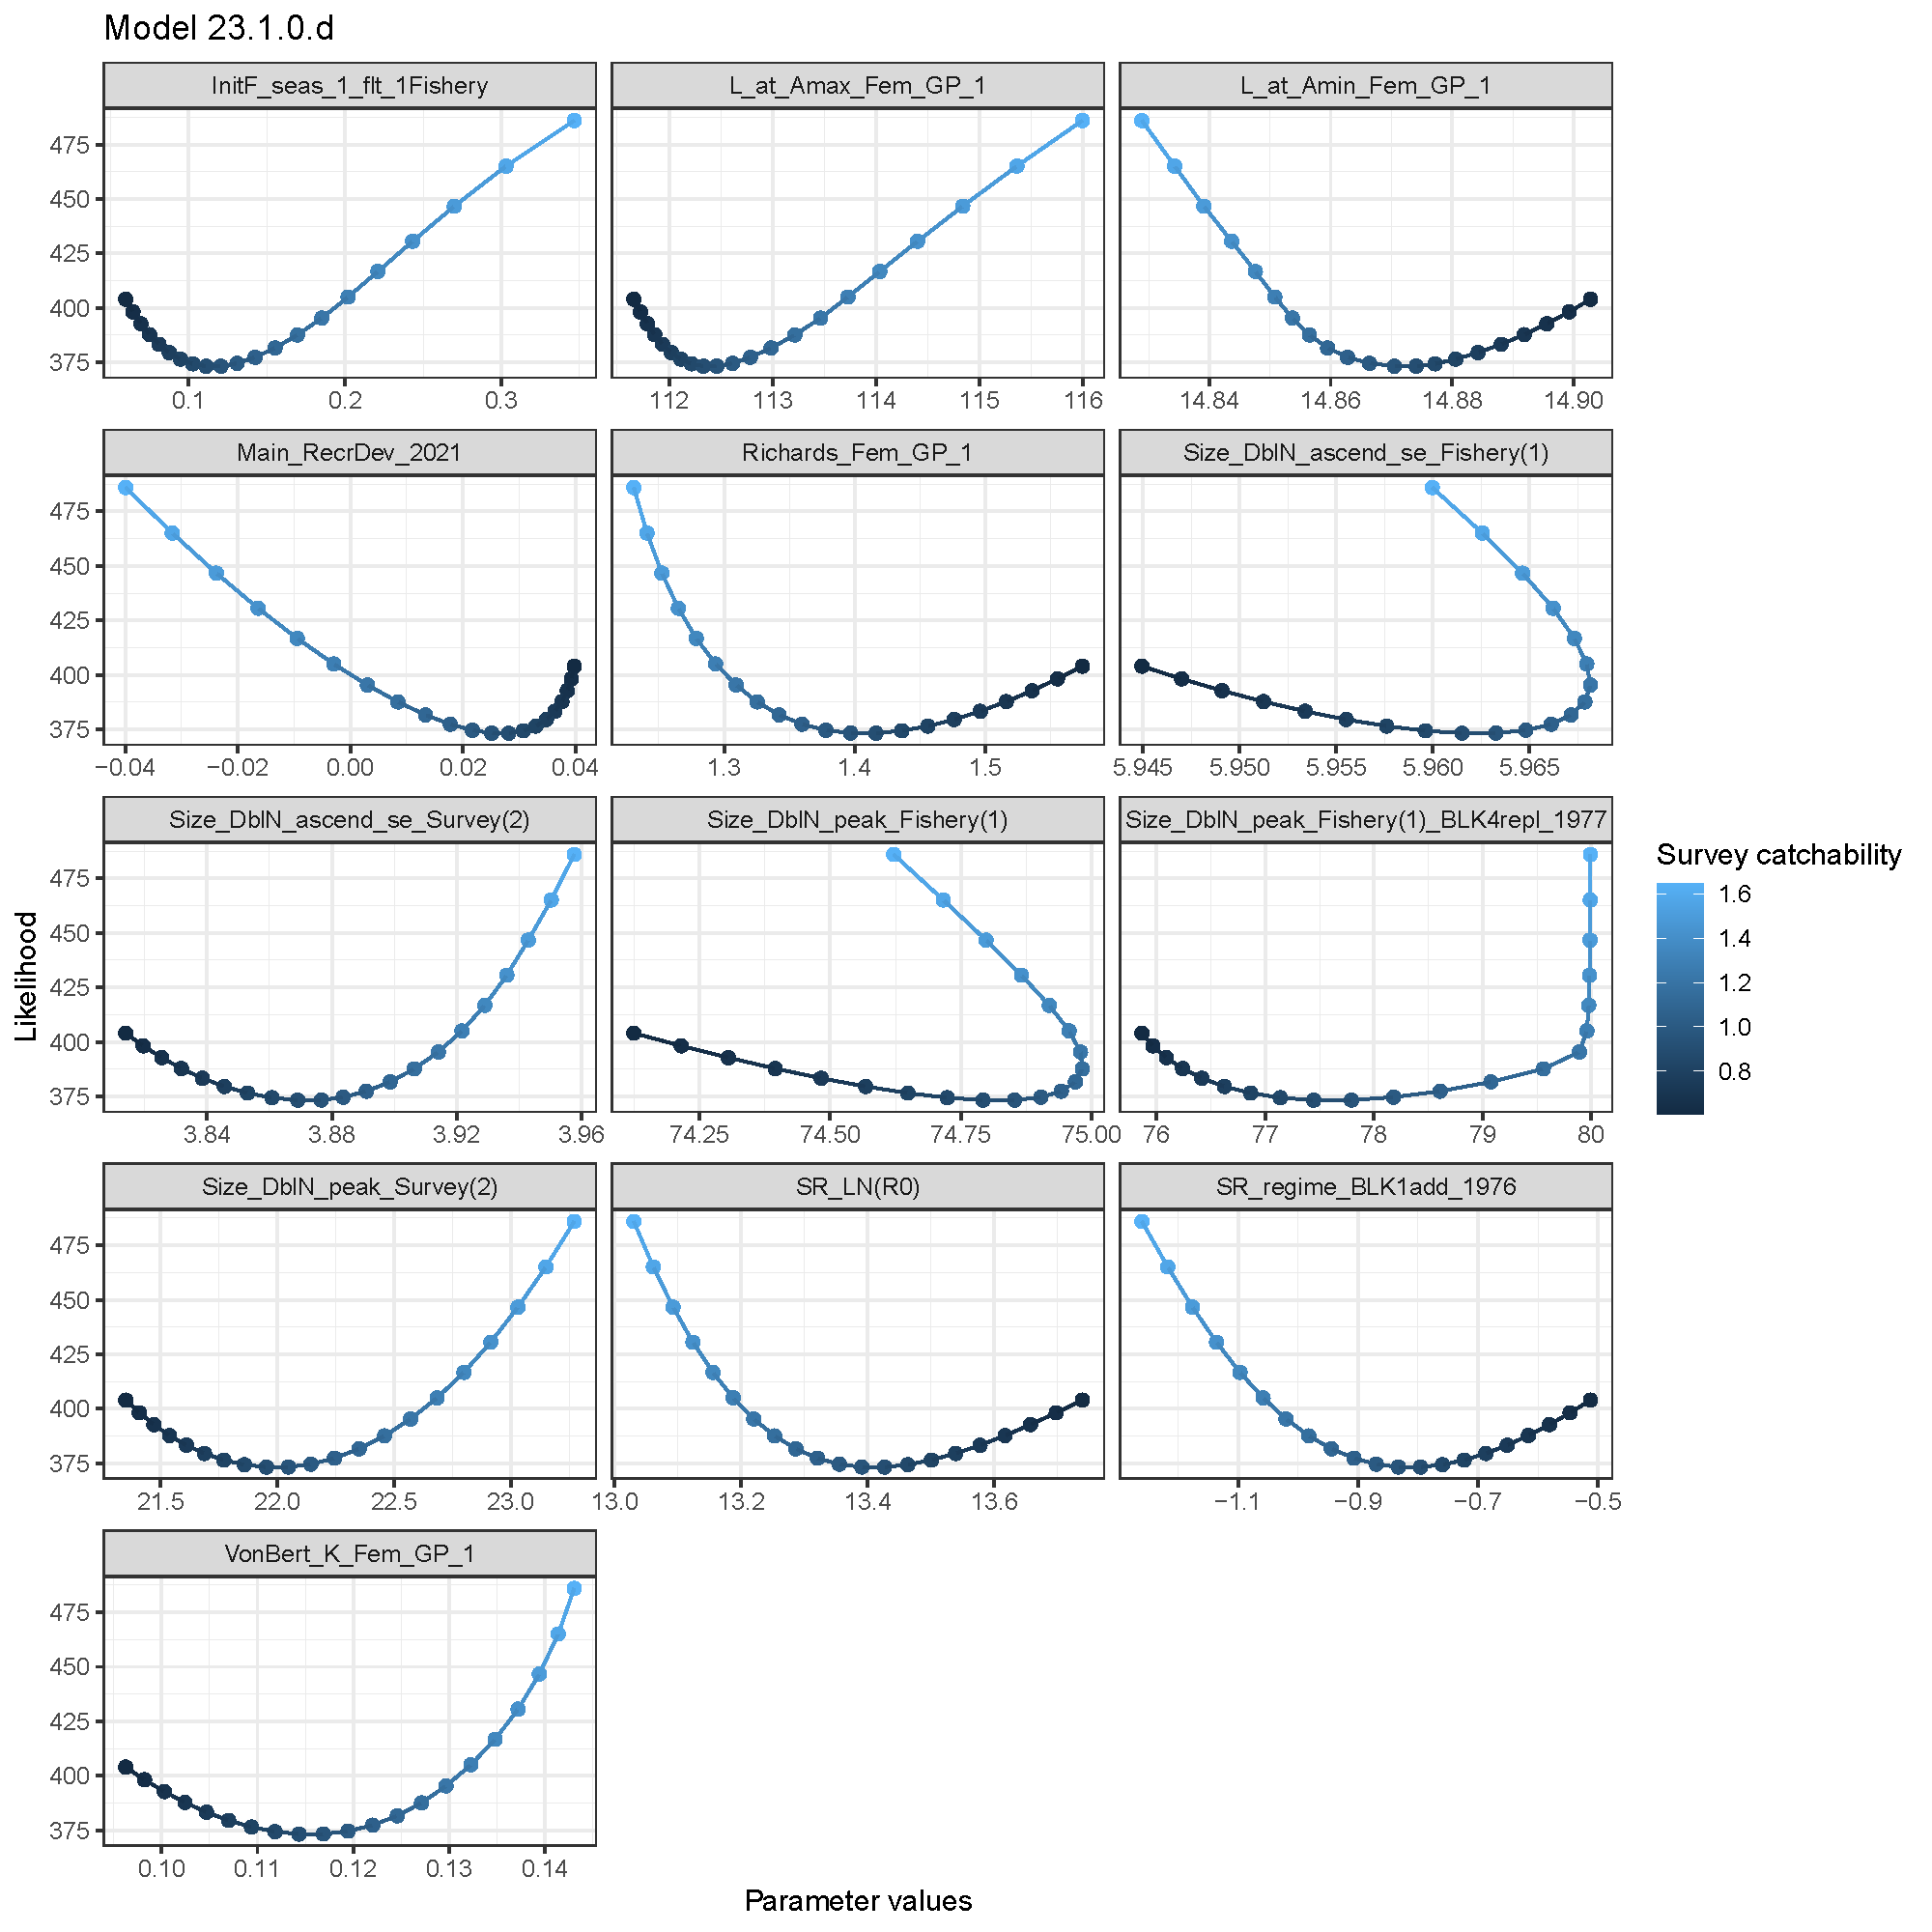 Model 23.1.0.d
InitF_seas_1_flt_1Fishery
L_at_Amax_Fem_GP_1
L_at_Amin_Fem_GP_1
475
450
425
400
375
0.1 0.2 0.3
112 113 114 115 116
14.84 14.86 14.88 14.90
Main_RecrDev_2021
Richards_Fem_GP_1
Size_DblN_ascend_se_Fishery(1)
475
450
425
400
375
−0.04 −0.02 0.00 0.02 0.04
1.3 1.4 1.5
5.945 5.950 5.955 5.960 5.965
Size_DblN_ascend_se_Survey(2)
Size_DblN_peak_Fishery(1)
Size_DblN_peak_Fishery(1)_BLK4repl_1977
475
450
425
400
375
3.84 3.88 3.92 3.96
74.25 74.50 74.75 75.00
76 77 78 79 80
Size_DblN_peak_Survey(2)
SR_LN(R0)
SR_regime_BLK1add_1976
475
450
425
400
375
21.5 22.0 22.5 23.0
13.0 13.2 13.4 13.6
−1.1 −0.9 −0.7 −0.5
VonBert_K_Fem_GP_1
475
450
425
400
375
0.10 0.11 0.12 0.13 0.14
Likelihood
Parameter values
Survey catchability
1.6
1.4
1.2
1.0
0.8